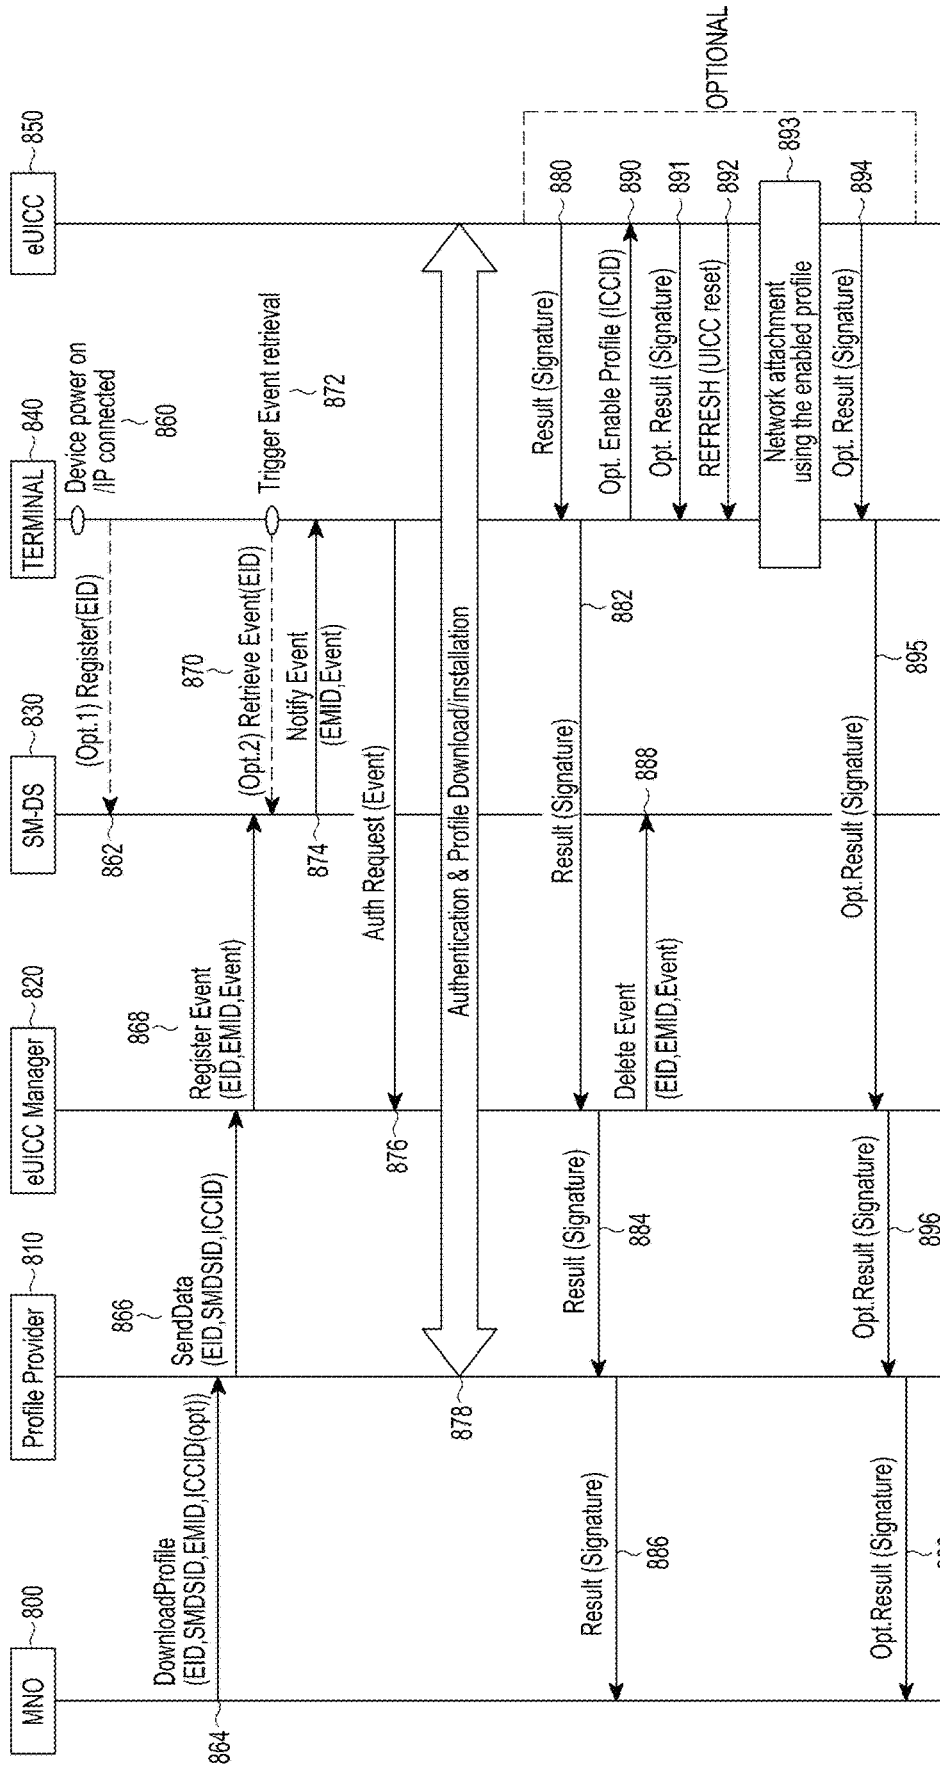 MNO
800
Profile Provider
810
eUICC Manager
820
SM-DS
830
TERMINAL
840
eUICC
850
Device power on
/IP connected
860
(Opt.1) Register(EID)
862
DownloadProfile
(EID,SMDSID,EMID,ICCID(opt))
864
866
SendData
(EID,SMDSID,ICCID)
868
Register Event
(EID,EMID,Event)
870
(Opt.2) Retrieve Event(EID)
Trigger Event retrieval
872
Notify Event
(EMID,Event)
874
Auth Request (Event)
876
Authentication & Profile Download/installation
878
OPTIONAL
Result (Signature)
880
Result (Signature)
882
Result (Signature)
884
Result (Signature)
886
Delete Event
(EID,EMID,Event)
888
Opt. Enable Profile (ICCID)
890
Opt. Result (Signature)
891
REFRESH (UICC reset)
892
Network attachment
using the enabled profile
893
Opt. Result (Signature)
894
Opt.Result (Signature)
895
Opt.Result (Signature)
896
Opt.Result (Signature)